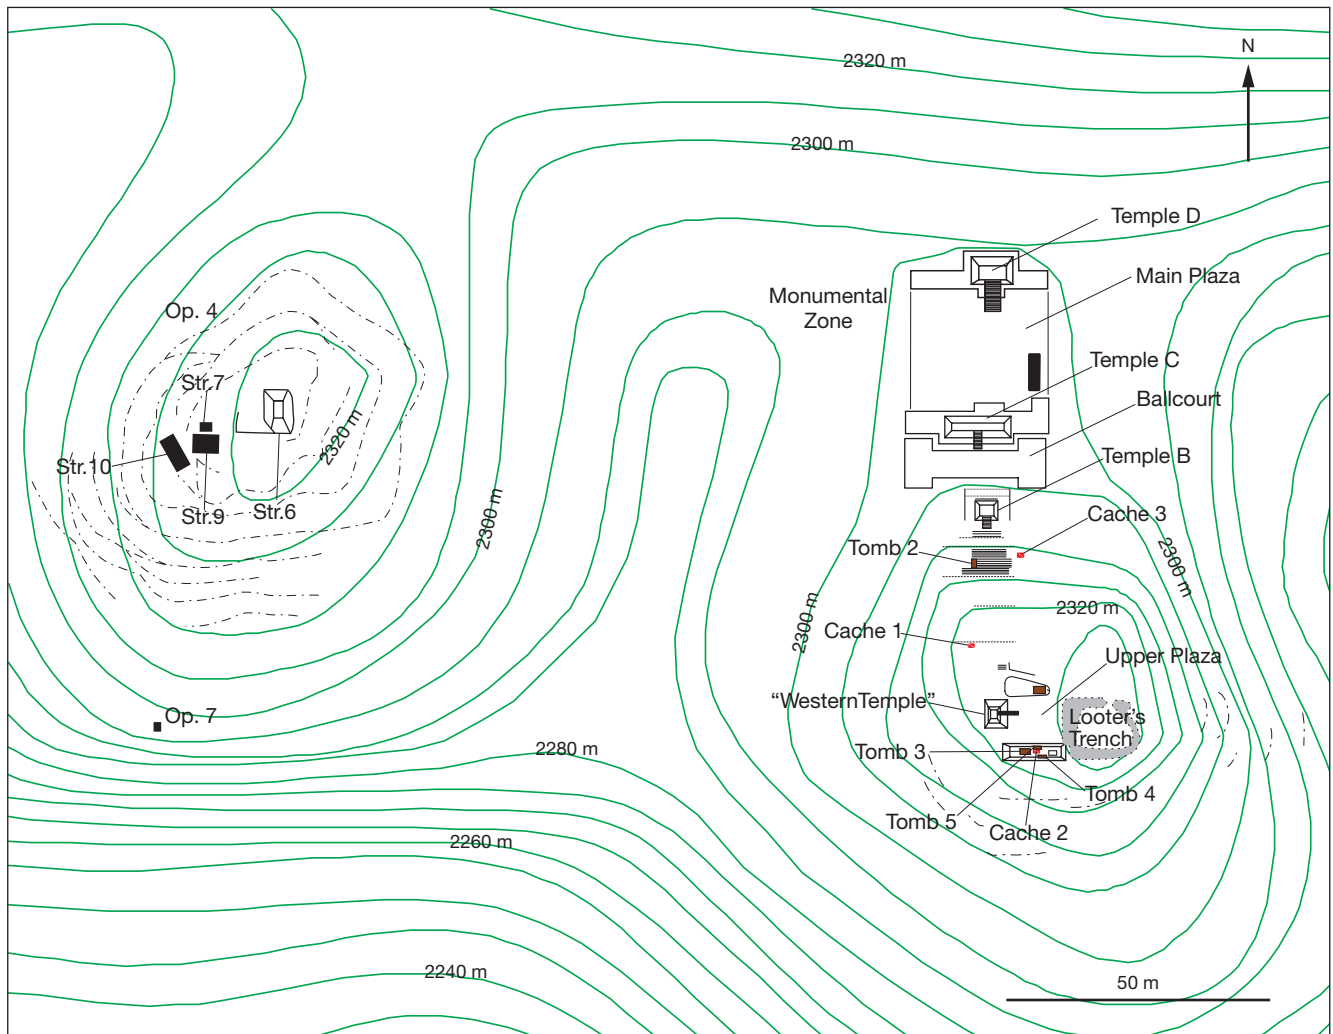 N
2320 m
2300 m
Temple D
Main Plaza
Monumental
Zone
Op. 4
Temple C
Str.7
Ballcourt
2320 m
Temple B
Str.10
Str.9
Str.6
2300 m
Cache 3
Tomb 2
2300 m
2320 m
2300 m
Cache 1
Upper Plaza
“WesternTemple”
Op. 7
Looter's
Trench
2280 m
Tomb 3
Tomb 4
Tomb 5
Cache 2
2260 m
2240 m
50 m